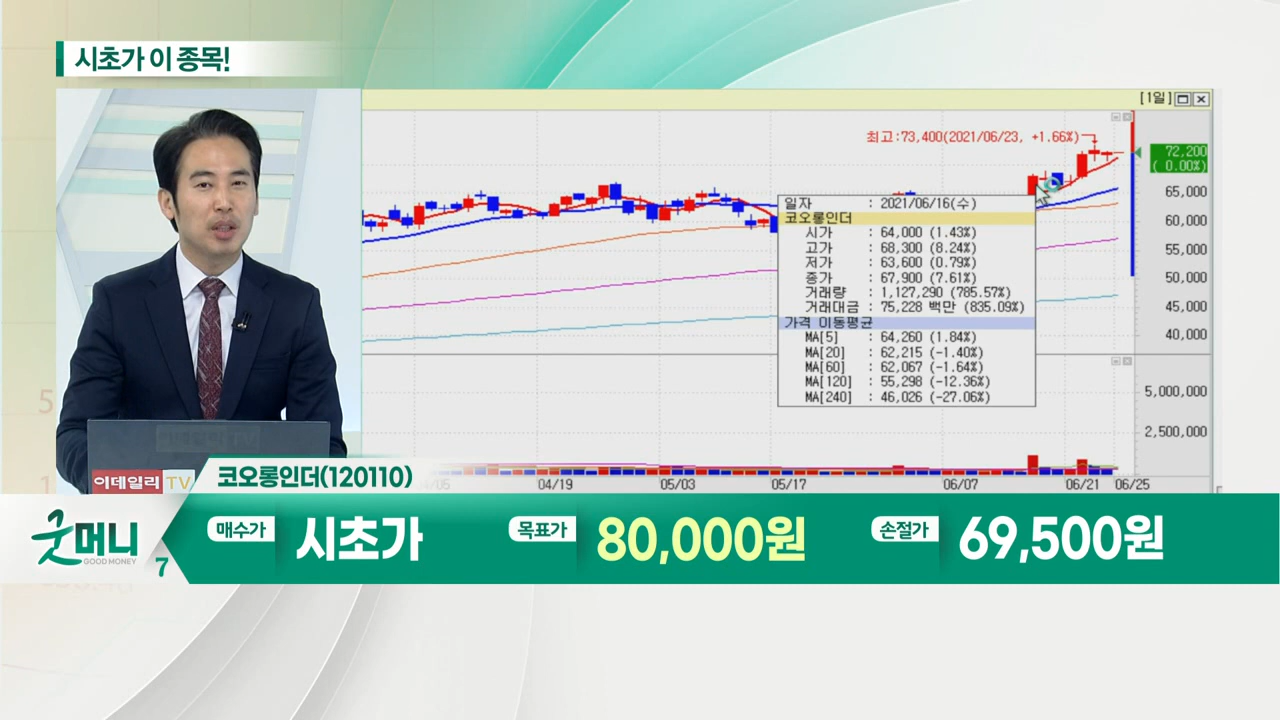 시초가 이 종목!
[1일]
최고:73,400(2021/06/23, +1.66%)
72,200
( 0.00%)
65,000
60,000
55,000
50,000
45,000
40,000
일자 : 2021/06/16(수)
코오롱인더
시가 : 64,000 (1.43%)
고가 : 68,300 (8.24%)
저가 : 63,600 (0.79%)
종가 : 67,900 (7.61%)
거래량 : 1,127,290 (785.57%)
거래대금 : 75,228 백만 (835.09%)
가격 이동평균
MA[5] : 64,260 (1.84%)
MA[20] : 62,215 (-1.40%)
MA[60] : 62,067 (-1.64%)
MA[120] : 55,298 (-12.36%)
MA[240] : 46,026 (-27.06%)
5,000,000
2,500,000
04/19 05/03 05/17 06/07 06/21 06/25
이데일리 TV
코오롱인더(120110)
굿머니
GOOD MONEY
7
매수가 시초가 목표가 80,000원 손절가 69,500원